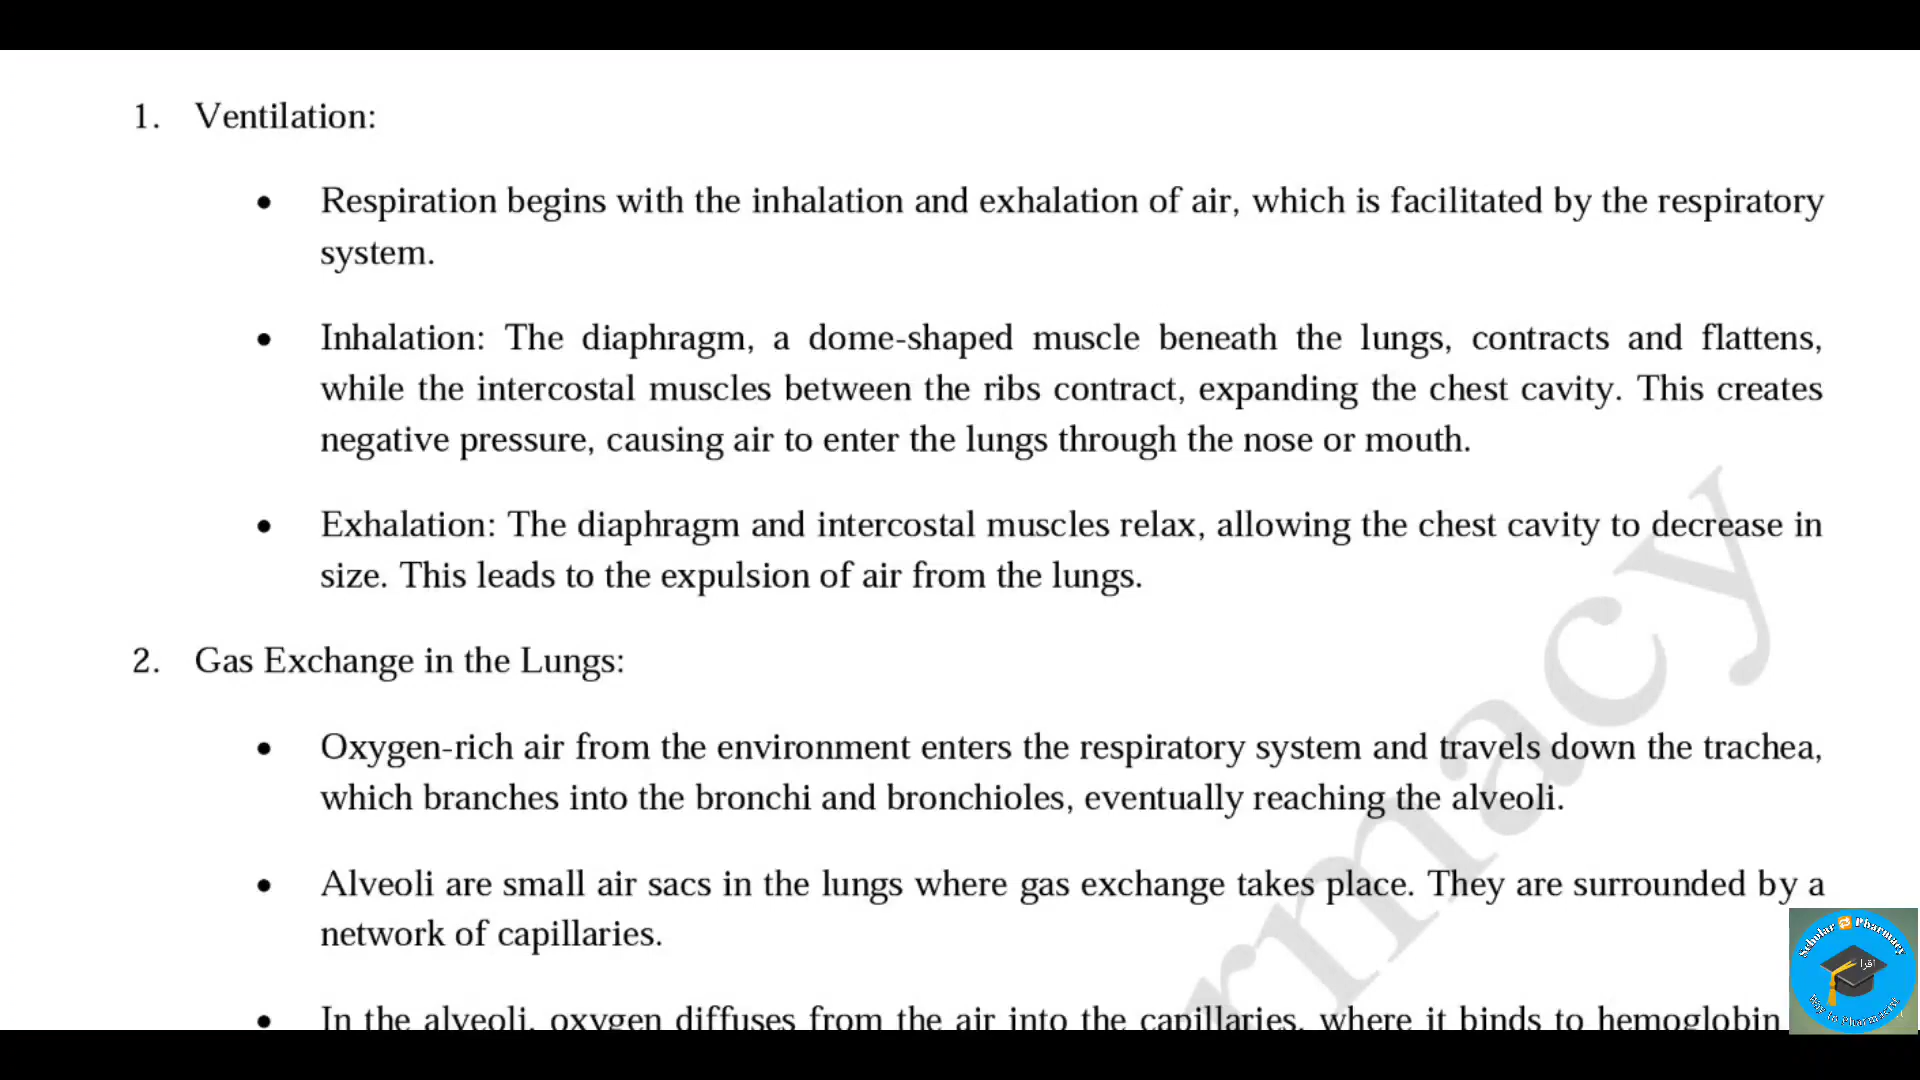 1. Ventilation:
• Respiration begins with the inhalation and exhalation of air, which is facilitated by the respiratory
system.
• Inhalation: The diaphragm, a dome-shaped muscle beneath the lungs, contracts and flattens,
while the intercostal muscles between the ribs contract, expanding the chest cavity. This creates
negative pressure, causing air to enter the lungs through the nose or mouth.
• Exhalation: The diaphragm and intercostal muscles relax, allowing the chest cavity to decrease in
size. This leads to the expulsion of air from the lungs.
2. Gas Exchange in the Lungs:
• Oxygen-rich air from the environment enters the respiratory system and travels down the trachea,
which branches into the bronchi and bronchioles, eventually reaching the alveoli.
• Alveoli are small air sacs in the lungs where gas exchange takes place. They are surrounded by a
network of capillaries.
• In the alveoli, oxygen diffuses from the air into the capillaries, where it binds to hemoglobin
rmacy
Scholar Pharmacy
اقرا
Way to Pharmacist